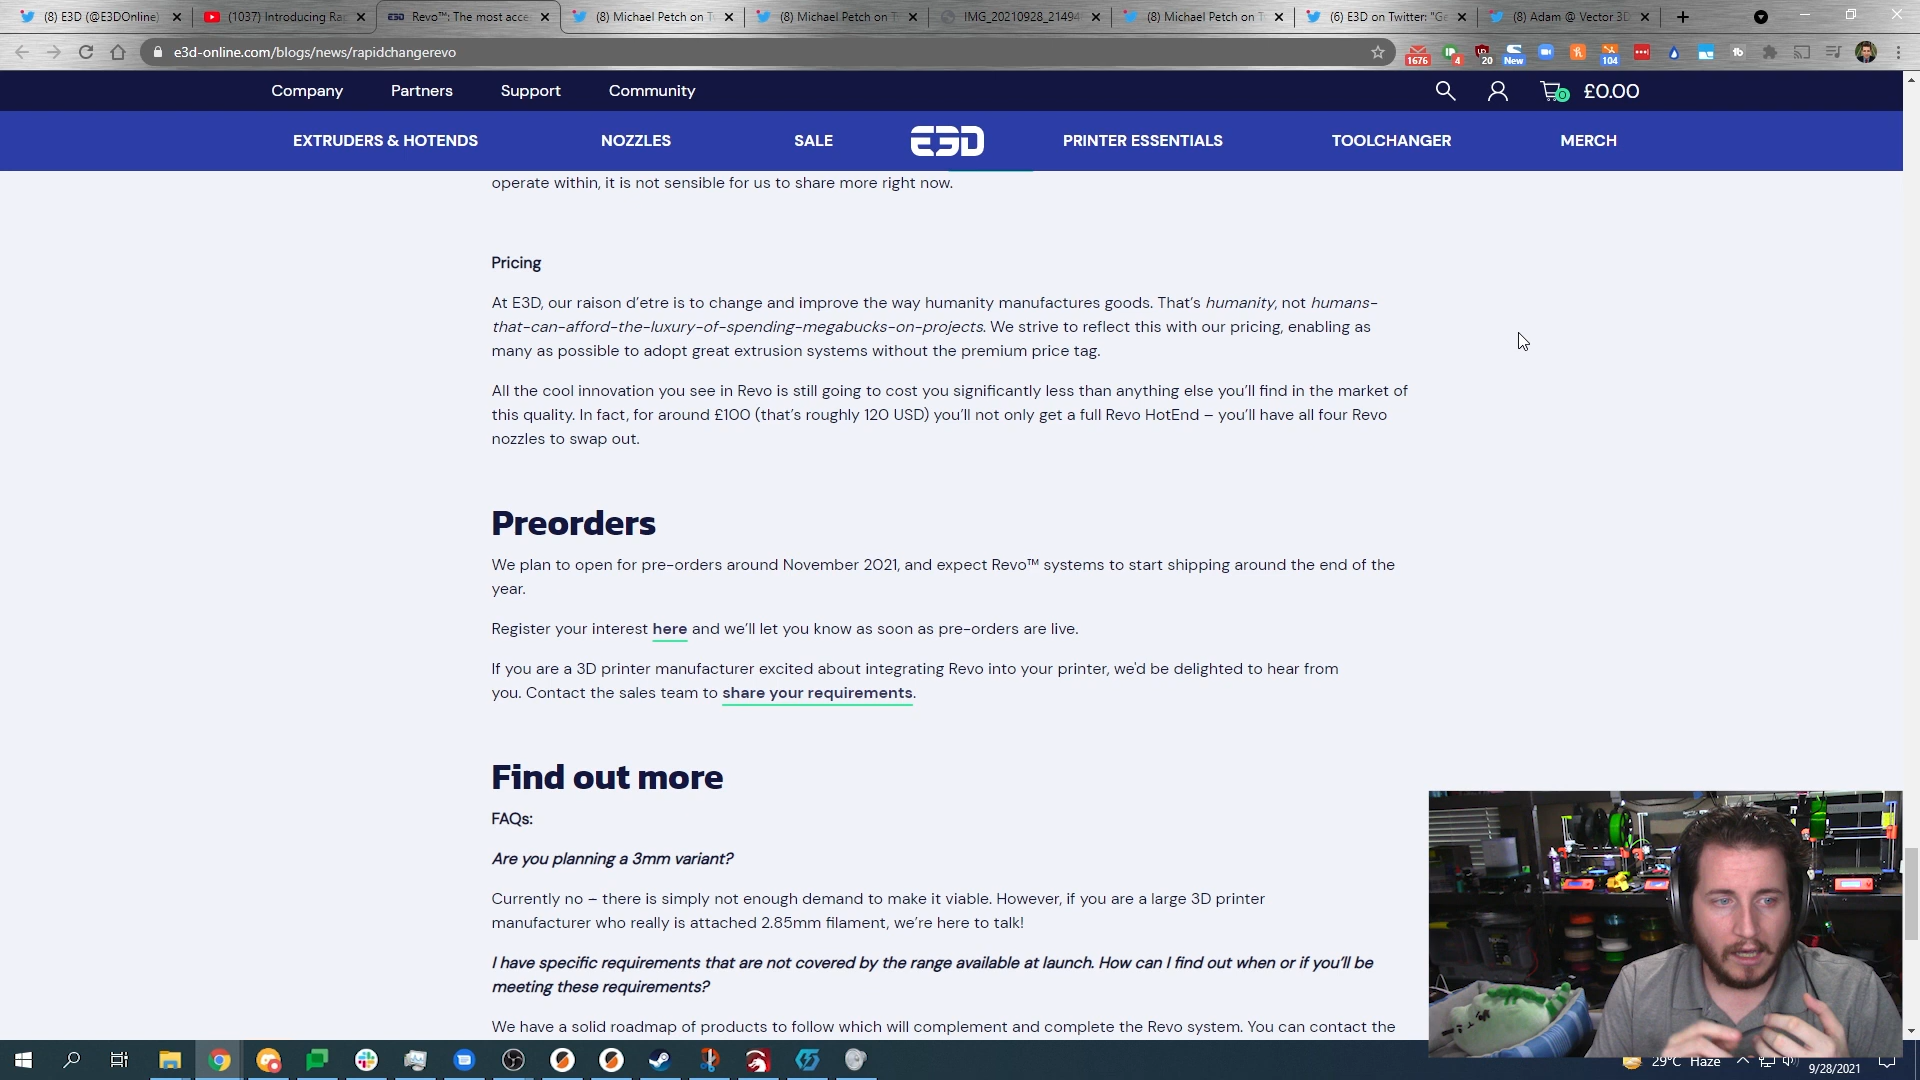 (8) E3D (@E3DOnline)
(1037) Introducing Ra
Revo™: The most acce
(8) Michael Petch on T
(8) Michael Petch on T
IMG_20210928_2149
(8) Michael Petch on T
(6) E3D on Twitter: "Ge
(8) Adam @ Vector 3D
e3d-online.com/blogs/news/rapidchangerevo
1676
4
20
New
104
Company Partners Support Community
0 £0.00
EXTRUDERS & HOTENDS NOZZLES SALE E3D PRINTER ESSENTIALS TOOLCHANGER MERCH
operate within, it is not sensible for us to share more right now.
Pricing
At E3D, our raison d’etre is to change and improve the way humanity manufactures goods. That’s humanity, not humans-
that-can-afford-the-luxury-of-spending-megabucks-on-projects. We strive to reflect this with our pricing, enabling as
many as possible to adopt great extrusion systems without the premium price tag.
All the cool innovation you see in Revo is still going to cost you significantly less than anything else you’ll find in the market of
this quality. In fact, for around £100 (that’s roughly 120 USD) you’ll not only get a full Revo HotEnd – you’ll have all four Revo
nozzles to swap out.
Preorders
We plan to open for pre-orders around November 2021, and expect Revo™ systems to start shipping around the end of the
year.
Register your interest here and we’ll let you know as soon as pre-orders are live.
If you are a 3D printer manufacturer excited about integrating Revo into your printer, we'd be delighted to hear from
you. Contact the sales team to share your requirements.
Find out more
FAQs:
Are you planning a 3mm variant?
Currently no – there is simply not enough demand to make it viable. However, if you are a large 3D printer
manufacturer who really is attached 2.85mm filament, we’re here to talk!
I have specific requirements that are not covered by the range available at launch. How can I find out when or if you’ll be
meeting these requirements?
We have a solid roadmap of products to follow which will complement and complete the Revo system. You can contact the
29°C Haze
9/28/2021